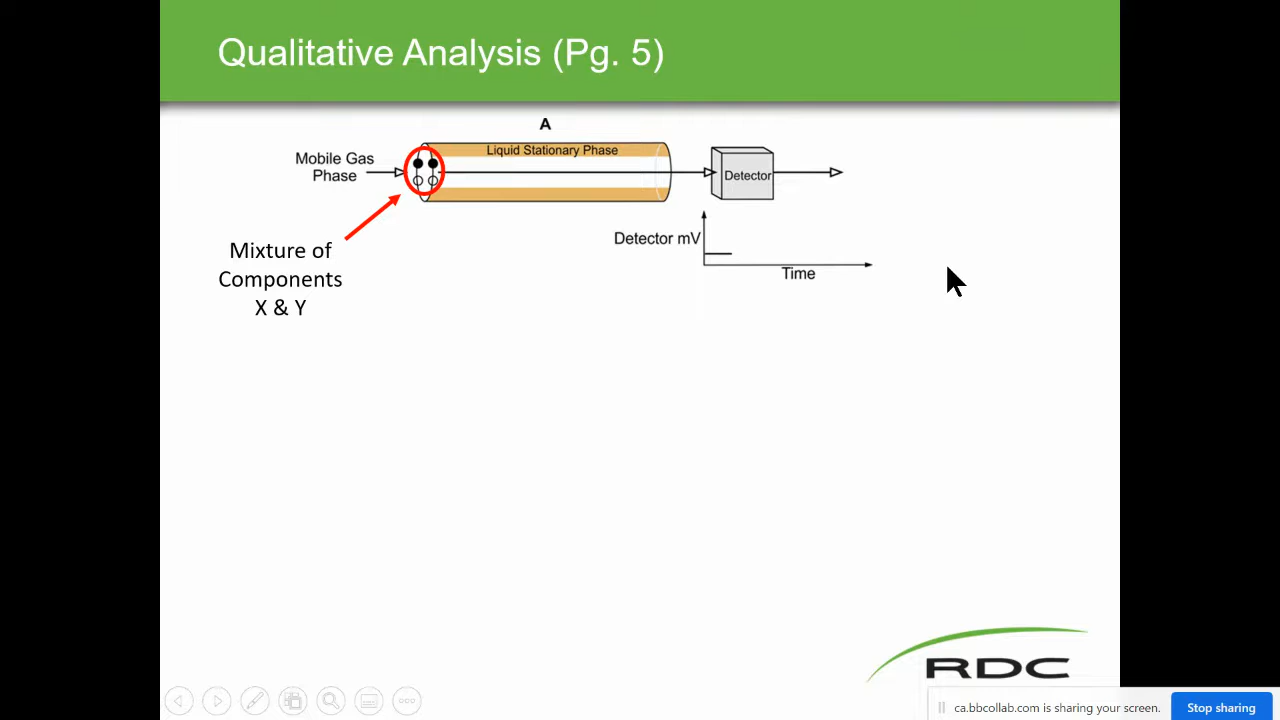 Qualitative Analysis (Pg. 5)
A
Liquid Stationary Phase
Mobile Gas
Phase
Detector
Mixture of
Components
X & Y
Detector mV
Time
RDC
ca.bbcollab.com is sharing your screen.
Stop sharing